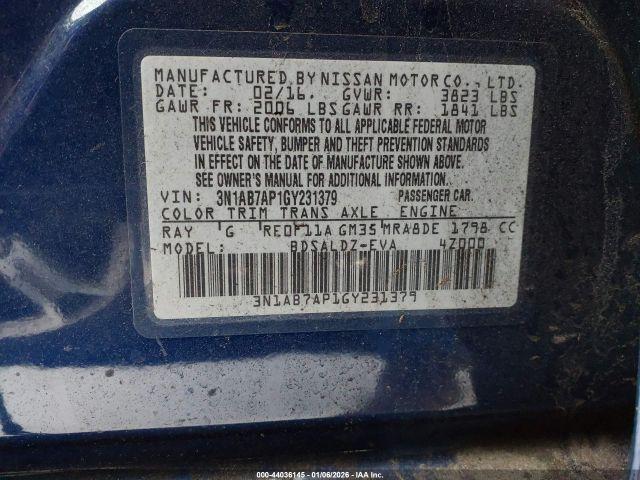 MANUFACTURED BY NISSAN MOTOR CO., LTD.
DATE: 02/16. GVWR: 3823 LBS
GAWR FR: 2006 LBS GAWR RR: 1841 LBS
THIS VEHICLE CONFORMS TO ALL APPLICABLE FEDERAL MOTOR
VEHICLE SAFETY, BUMPER AND THEFT PREVENTION STANDARDS
IN EFFECT ON THE DATE OF MANUFACTURE SHOWN ABOVE.
SEE OWNER'S MANUAL FOR ADDITIONAL INFORMATION.
VIN: 3N1AB7AP1GY231379 PASSENGER CAR.
COLOR TRIM TRANS AXLE ENGINE
RAY G RE0F11A GM35 MRA8DE 1798 CC
MODEL: BDSALDZ-EVA 4Z000
3N1AB7AP1GY231379
000-44036145 - 01/06/2026 - IAA Inc.